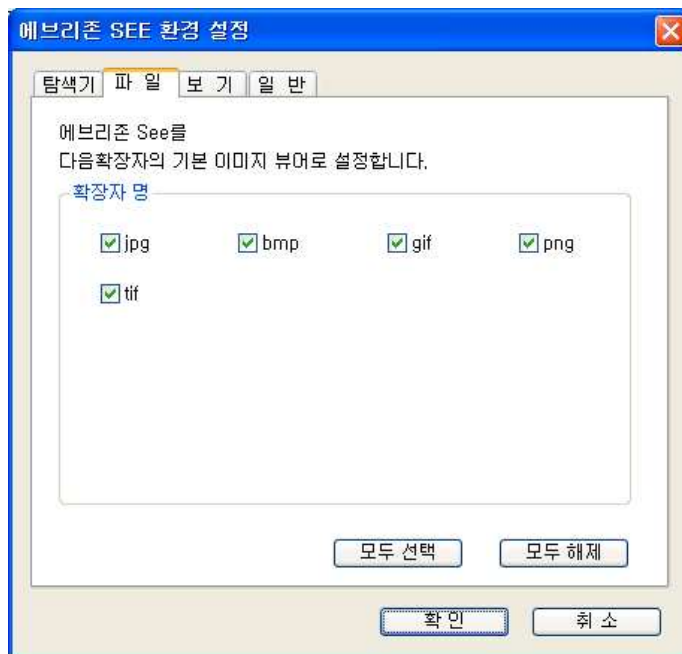 에브리존 SEE 환경 설정
탐색기 파 일 보 기 일 반
에브리존 See를
다음확장자의 기본 이미지 뷰어로 설정합니다.
확장자 명
jpg bmp gif png
tif
모두 선택 모두 해제
확 인 취 소